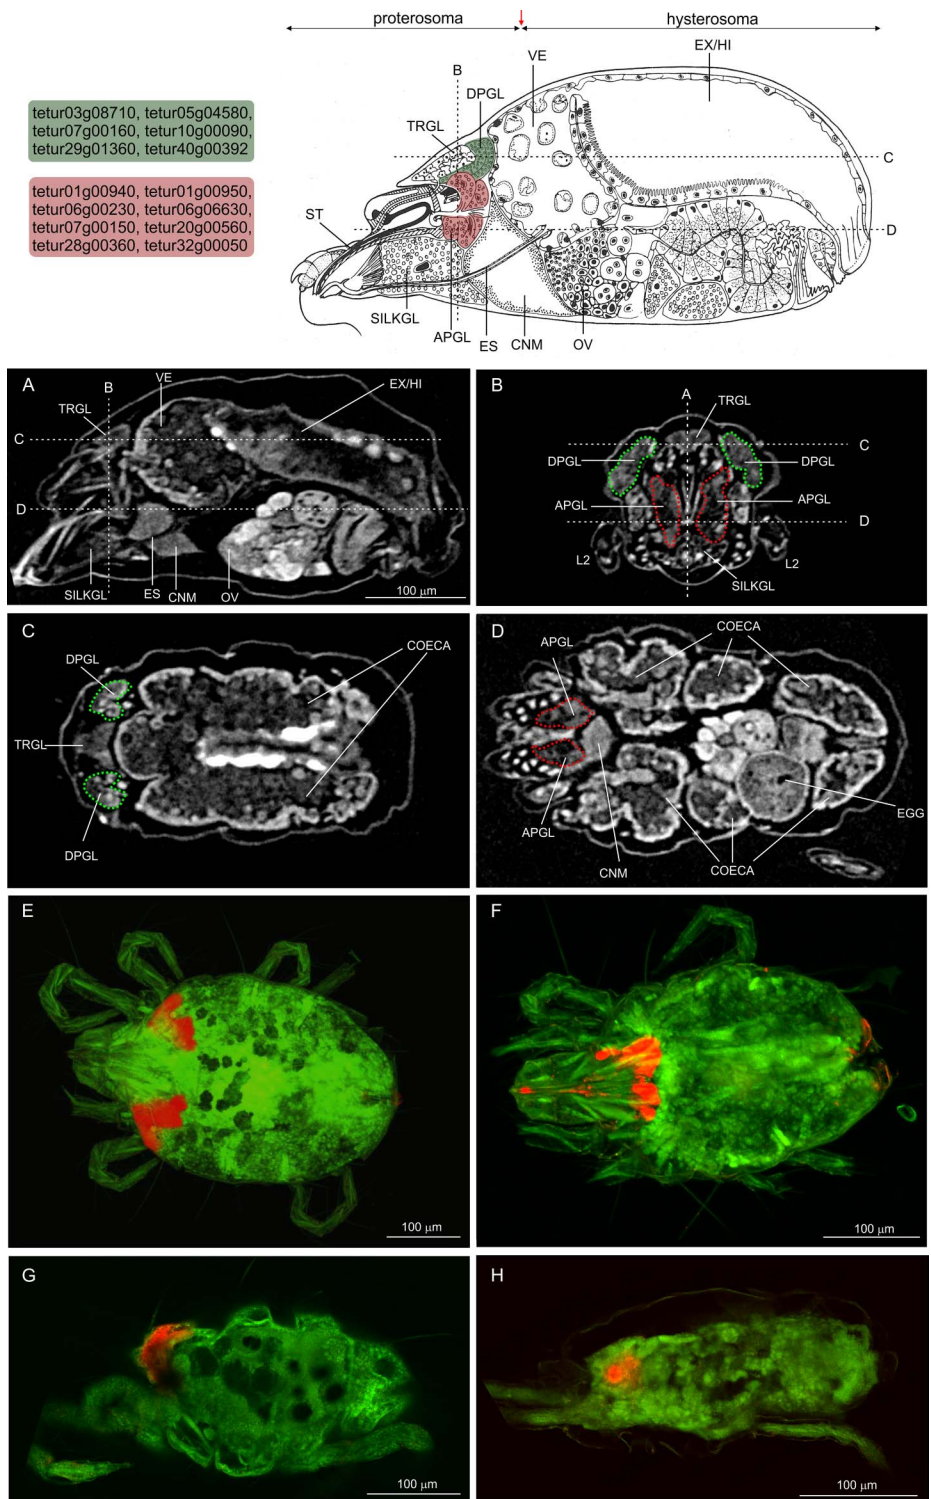 proterosoma
hysterosoma
EX/HI
VE
B
DPGL
TRGL
tetur03g08710, tetur05g04580,
tetur07g00160, tetur10g00090,
tetur29g01360, tetur40g00392
C
tetur01g00940, tetur01g00950,
tetur06g00230, tetur06g06630,
tetur07g00150, tetur20g00560,
tetur28g00360, tetur32g00050
ST
D
SILKGL
APGL
ES
CNM
OV
A
VE
B
EX/HI
TRGL
C
D
SILKGL
ES
CNM
OV
100 μm
B
A
TRGL
C
DPGL
DPGL
APGL
APGL
D
L2
L2
SILKGL
C
DPGL
COECA
TRGL
DPGL
D
APGL
COECA
APGL
EGG
CNM
COECA
E
100 μm
F
100 μm
G
100 μm
H
100 μm